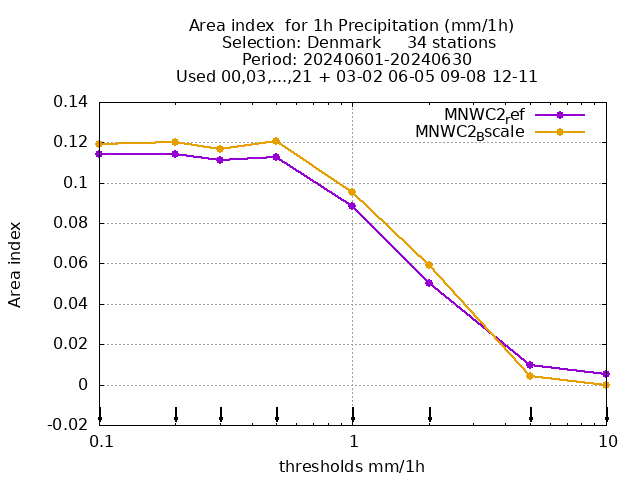 Area index  for 1h Precipitation (mm/1h)
Selection: Denmark     34 stations
Period: 20240601-20240630
Used 00,03,...,21 + 03-02 06-05 09-08 12-11
MNWC2ref
MNWC2Bscale
0.14
0.12
0.1
0.08
0.06
0.04
0.02
0
-0.02
Area index
0.1
1
10
thresholds mm/1h